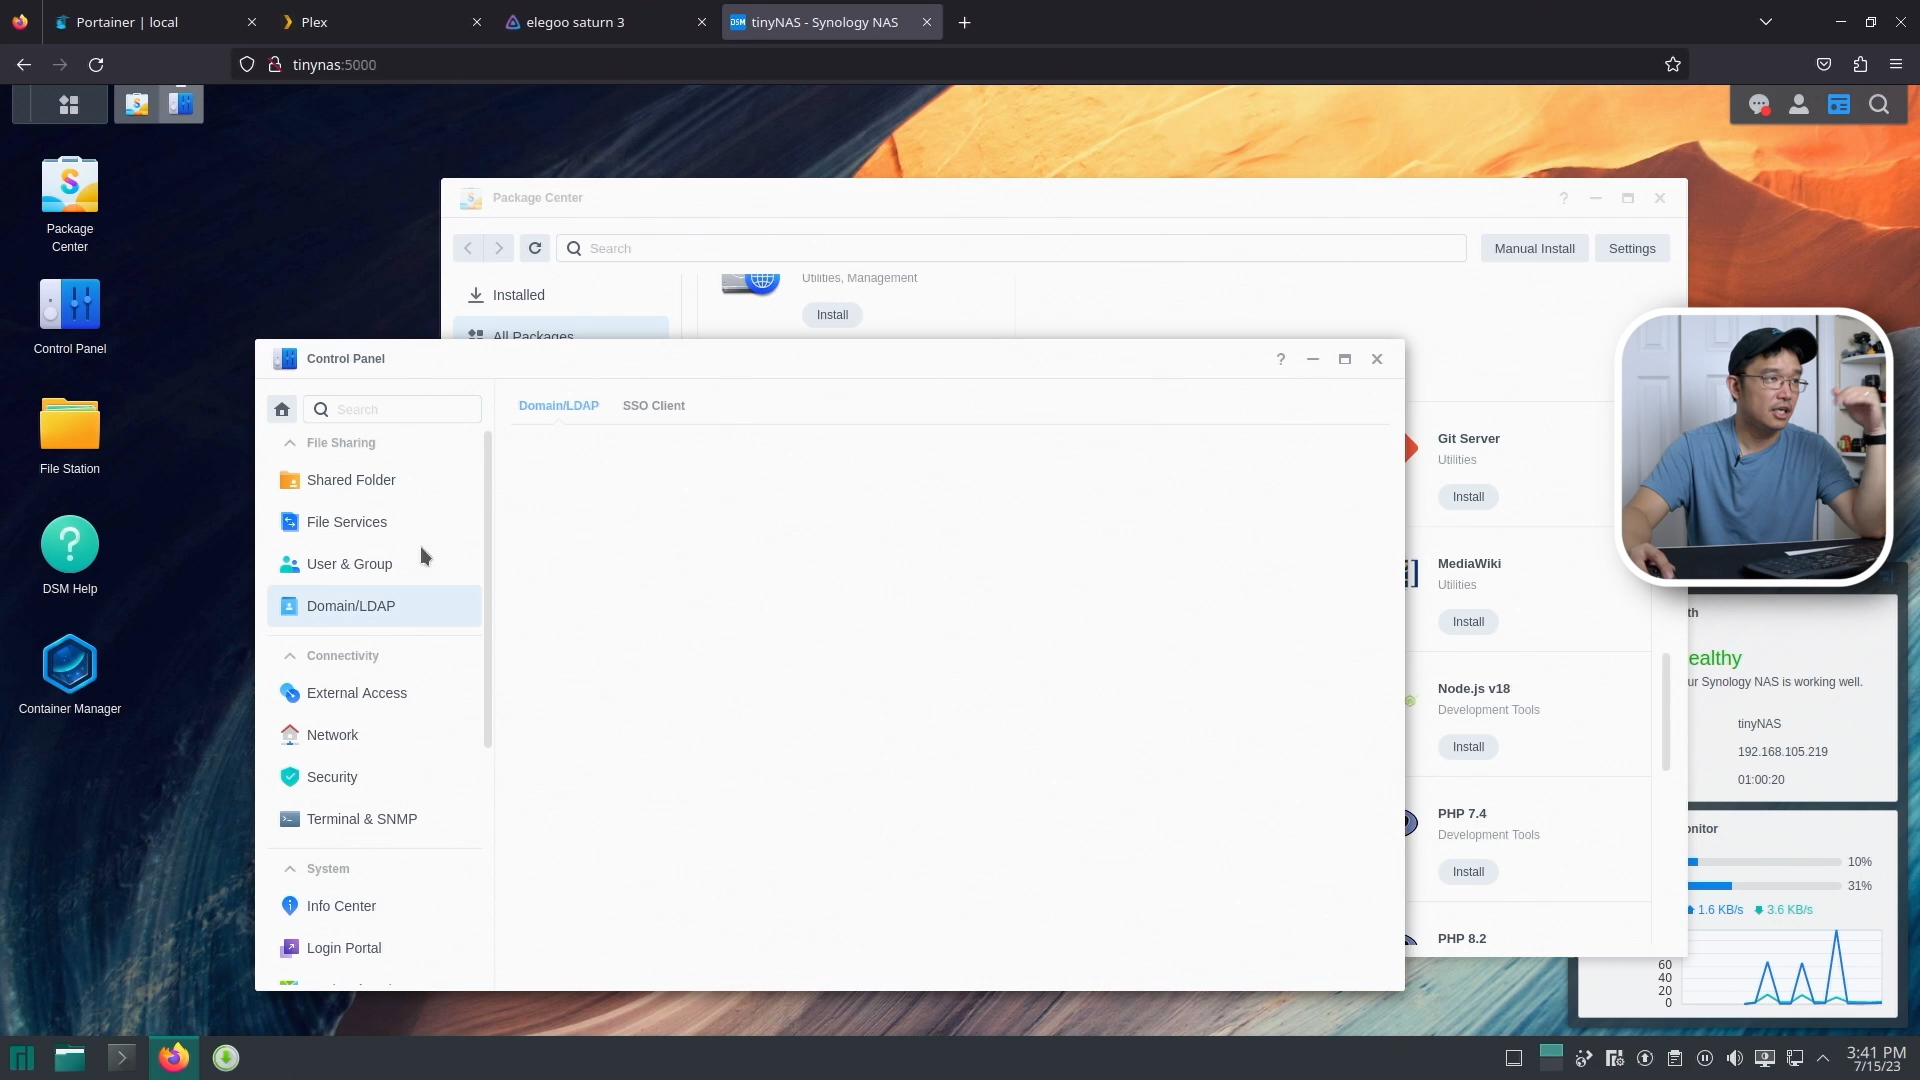 Portainer | local
Plex
elegoo saturn 3
DSM
tinyNAS - Synology NAS
tinynas:5000
Package
Center
Control Panel
File Station
DSM Help
Container Manager
Package Center
Search
Manual Install
Settings
Installed
All Packages
Utilities, Management
Install
Control Panel
Search
Domain/LDAP
SSO Client
File Sharing
Shared Folder
File Services
User & Group
Domain/LDAP
Connectivity
External Access
Network
Security
Terminal & SNMP
System
Info Center
Login Portal
Git Server
Utilities
Install
MediaWiki
Utilities
Install
Node.js v18
Development Tools
Install
PHP 7.4
Development Tools
Install
PHP 8.2
th
ealthy
ur Synology NAS is working well.
tinyNAS
192.168.105.219
01:00:20
onitor
10%
31%
1.6 KB/s
3.6 KB/s
60
40
20
0
3:41 PM
7/15/23